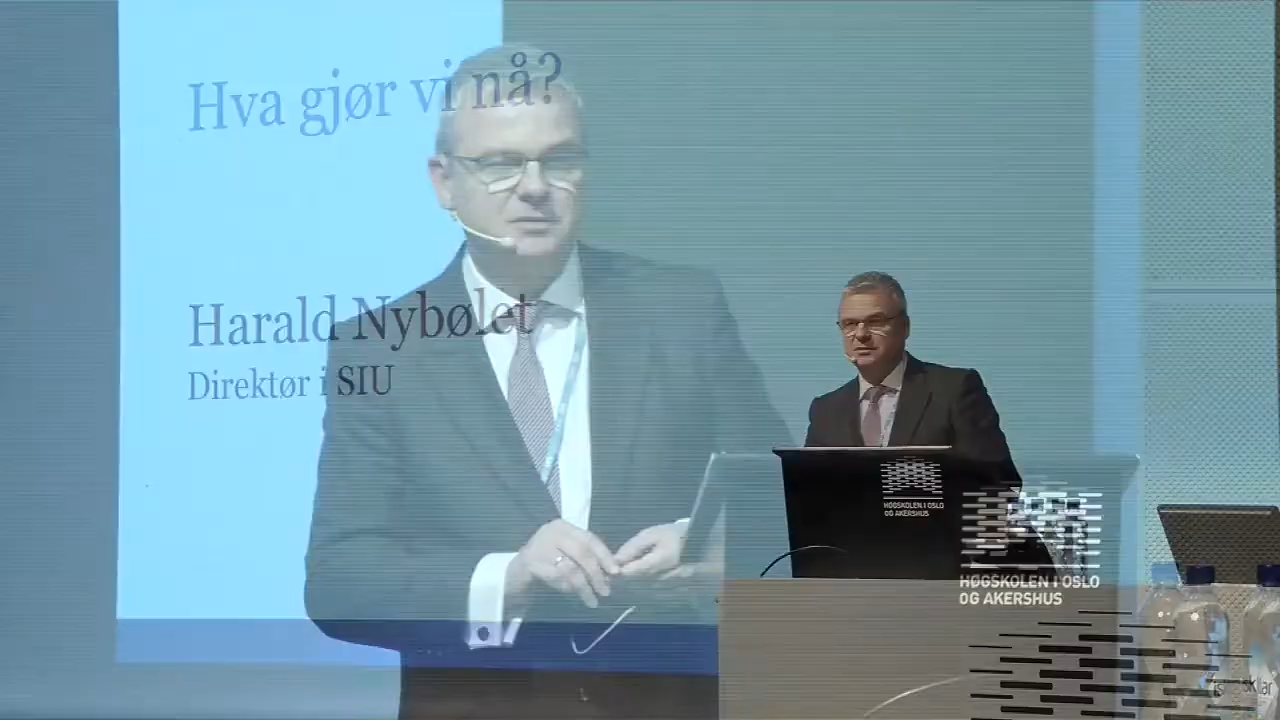 Hva gjør vi nå?
Harald Nybølet
Direktør i SIU
HØGSKOLEN I OSLO
OG AKERSHUS
HØGSKOLEN I OSLO
OG AKERSHUS